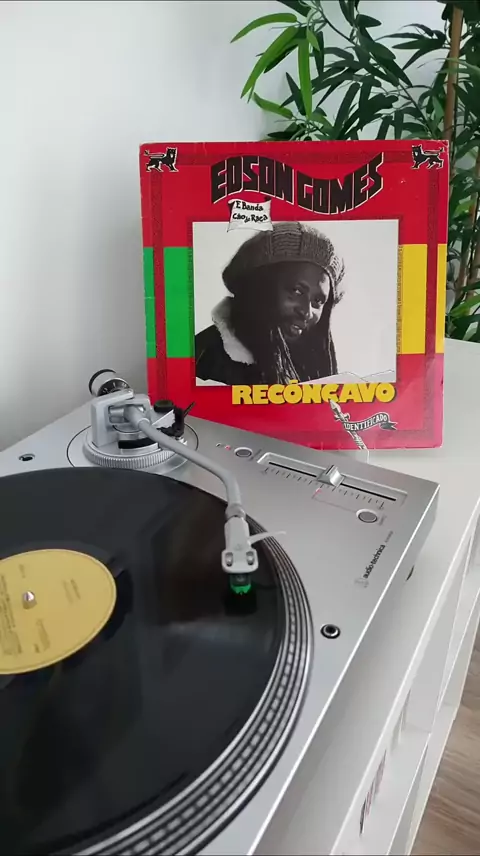 EDSON GOMES
E Banda
Cão de Raça
RECÔNCAVO
IDENTIFICADO
audio-technica